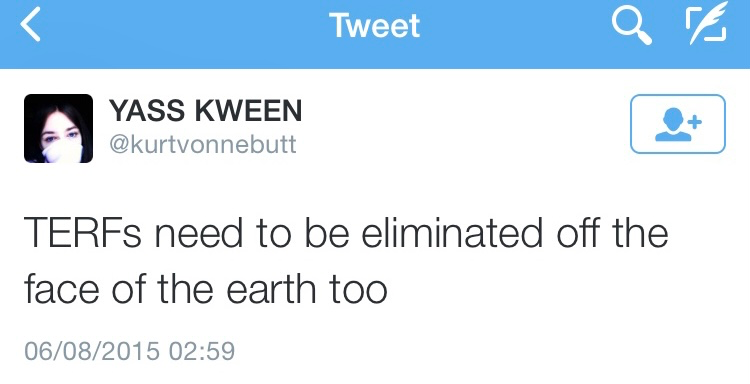 Tweet
YASS KWEEN
@kurtvonnebutt
TERFs need to be eliminated off the
face of the earth too
06/08/2015 02:59